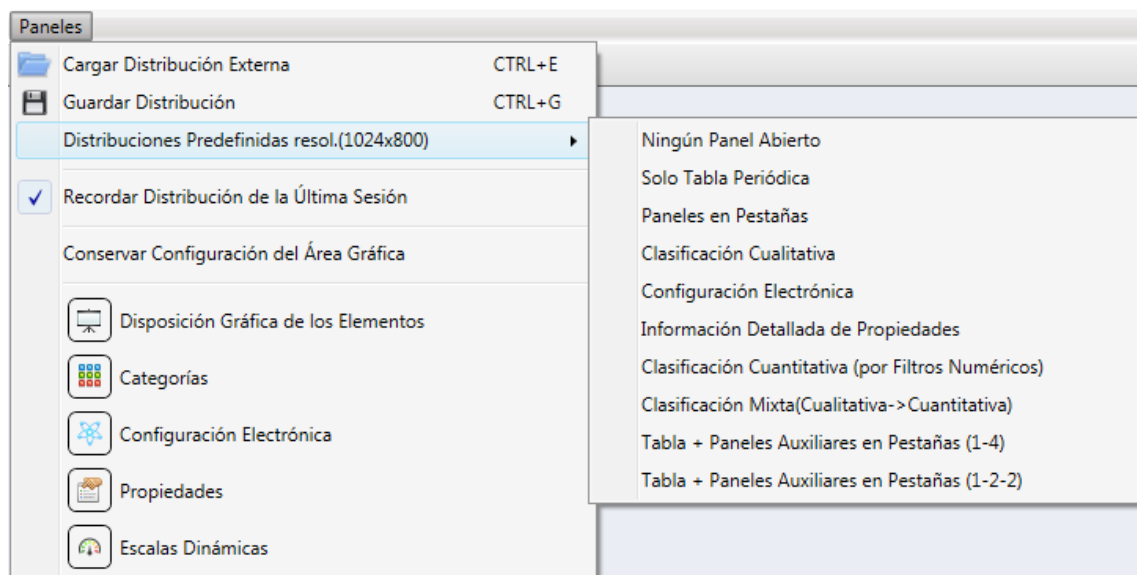 Paneles
Cargar Distribución Externa CTRL+E
Guardar Distribución CTRL+G
Distribuciones Predefinidas resol.(1024x800)
Recordar Distribución de la Última Sesión
Conservar Configuración del Área Gráfica
Disposición Gráfica de los Elementos
Categorías
Configuración Electrónica
Propiedades
Escalas Dinámicas
Ningún Panel Abierto
Solo Tabla Periódica
Paneles en Pestañas
Clasificación Cualitativa
Configuración Electrónica
Información Detallada de Propiedades
Clasificación Cuantitativa (por Filtros Numéricos)
Clasificación Mixta(Cualitativa->Cuantitativa)
Tabla + Paneles Auxiliares en Pestañas (1-4)
Tabla + Paneles Auxiliares en Pestañas (1-2-2)